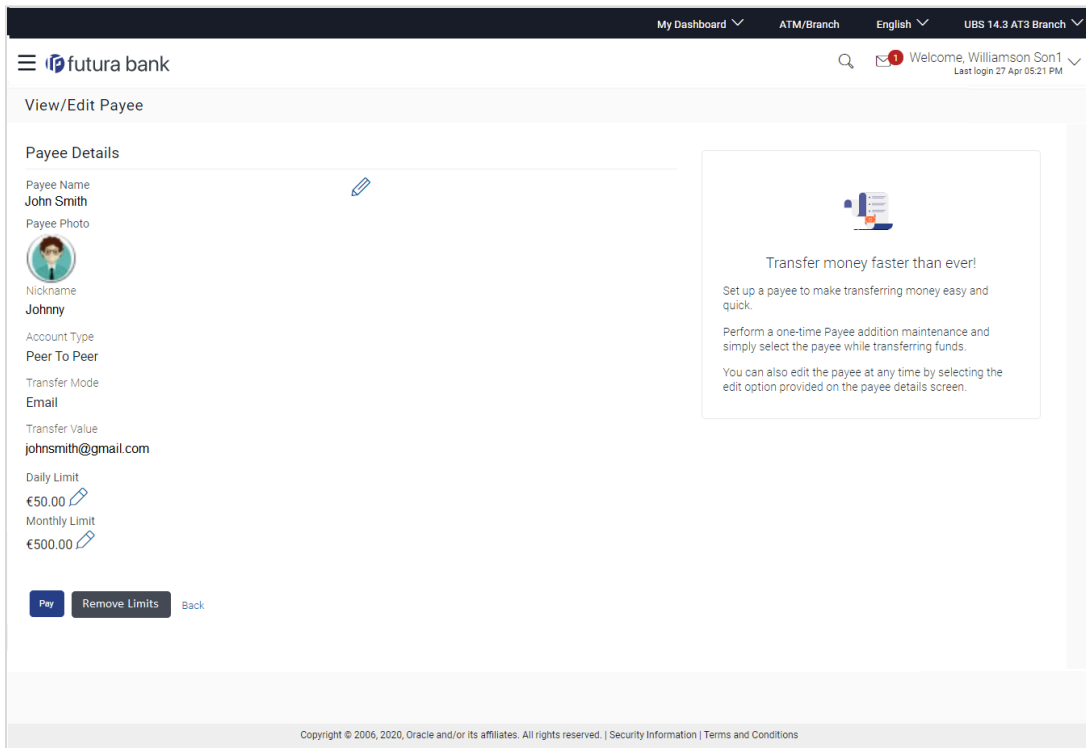 My Dashboard ATM/Branch English UBS 14.3 AT3 Branch
futura bank
1
Welcome, Williamson Son1
Last login 27 Apr 05:21 PM
View/Edit Payee
Payee Details
Payee Name
John Smith
Payee Photo
Nickname
Johnny
Account Type
Peer To Peer
Transfer Mode
Email
Transfer Value
johnsmith@gmail.com
Daily Limit
€50.00
Monthly Limit
€500.00
Pay Remove Limits Back
Transfer money faster than ever!
Set up a payee to make transferring money easy and
quick.
Perform a one-time Payee addition maintenance and
simply select the payee while transferring funds.
You can also edit the payee at any time by selecting the
edit option provided on the payee details screen.
Copyright © 2006, 2020, Oracle and/or its affiliates. All rights reserved. | Security Information | Terms and Conditions